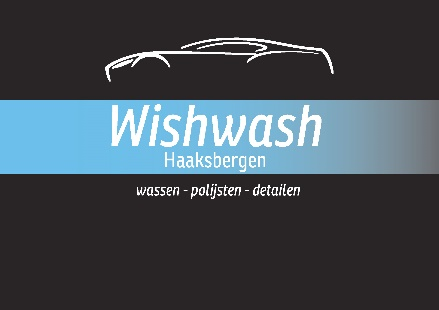 Wishwash
Haaksbergen
wassen - polijsten - detailen